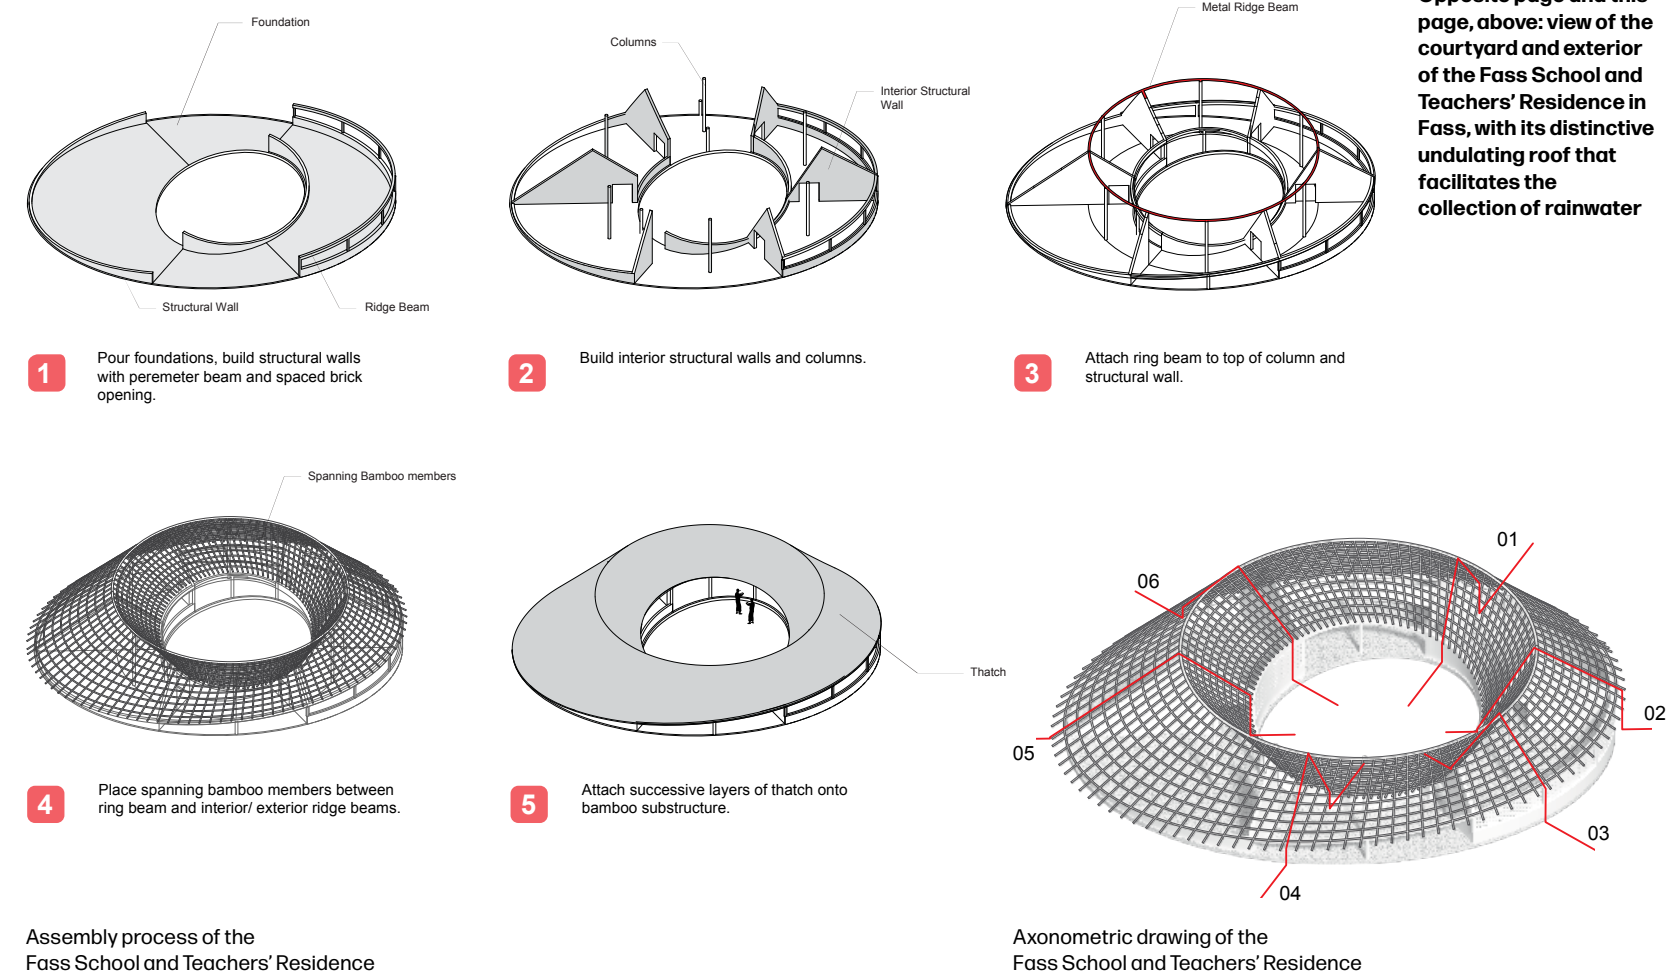 Foundation
Structural Wall
Ridge Beam
1
Pour foundations, build structural walls
with peremeter beam and spaced brick
opening.
Columns
Interior Structural
Wall
2
Build interior structural walls and columns.
Metal Ridge Beam
3
Attach ring beam to top of column and
structural wall.
Opposite page and this
page, above: view of the
courtyard and exterior
of the Fass School and
Teachers’ Residence in
Fass, with its distinctive
undulating roof that
facilitates the
collection of rainwater
Spanning Bamboo members
4
Place spanning bamboo members between
ring beam and interior/ exterior ridge beams.
Thatch
5
Attach successive layers of thatch onto
bamboo substructure.
01
06
02
05
03
04
Assembly process of the
Fass School and Teachers’ Residence
Axonometric drawing of the
Fass School and Teachers’ Residence